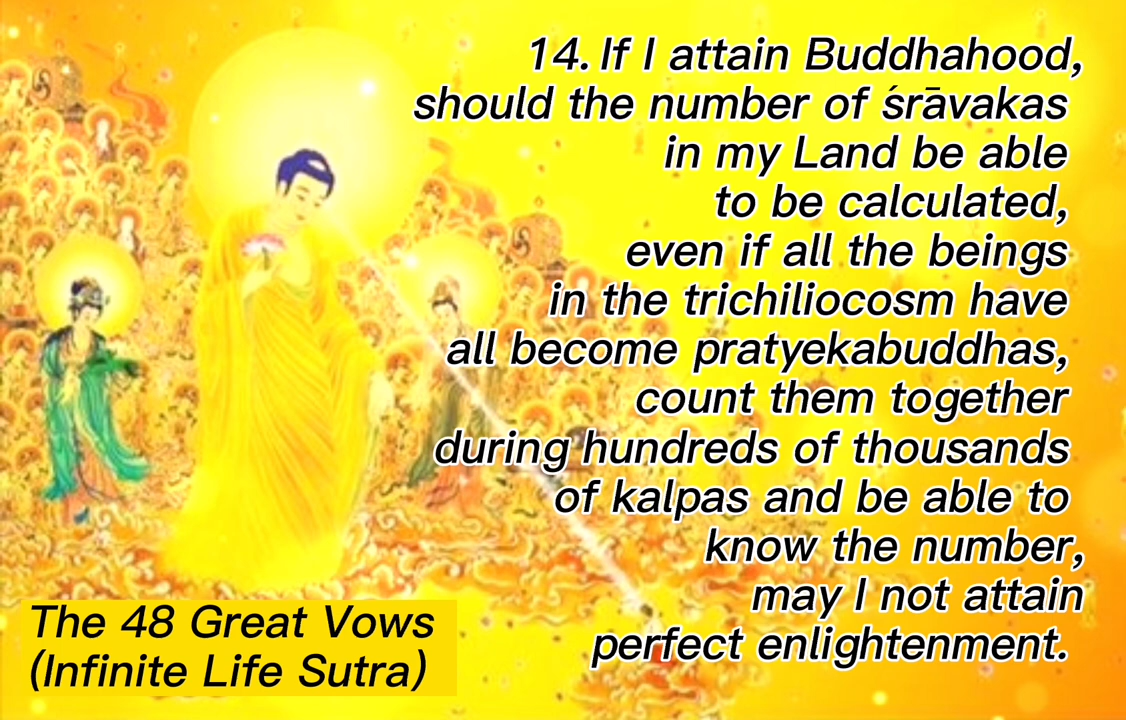 14. If I attain Buddhahood,
should the number of śrāvakas
in my Land be able
to be calculated,
even if all the beings
in the trichiliocosm have
all become pratyekabuddhas,
count them together
during hundreds of thousands
of kalpas and be able to
know the number,
may I not attain
perfect enlightenment.
The 48 Great Vows
(Infinite Life Sutra)